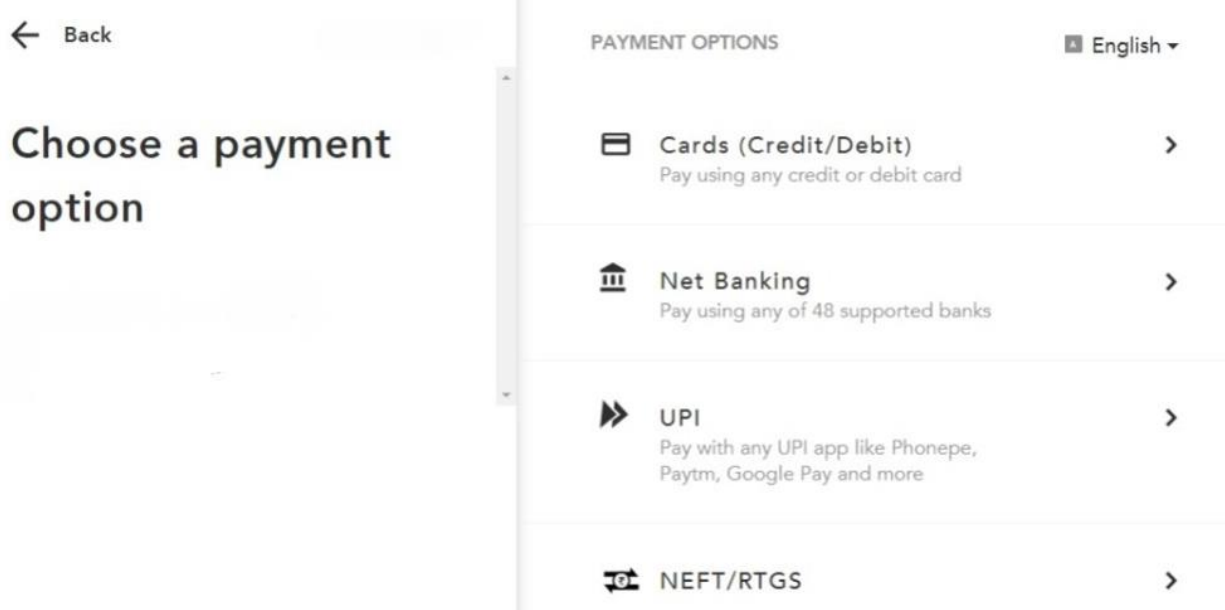 Back
Choose a payment
option
PAYMENT OPTIONS
English
Cards (Credit/Debit)
Pay using any credit or debit card
Net Banking
Pay using any of 48 supported banks
UPI
Pay with any UPI app like Phonepe,
Paytm, Google Pay and more
NEFT/RTGS